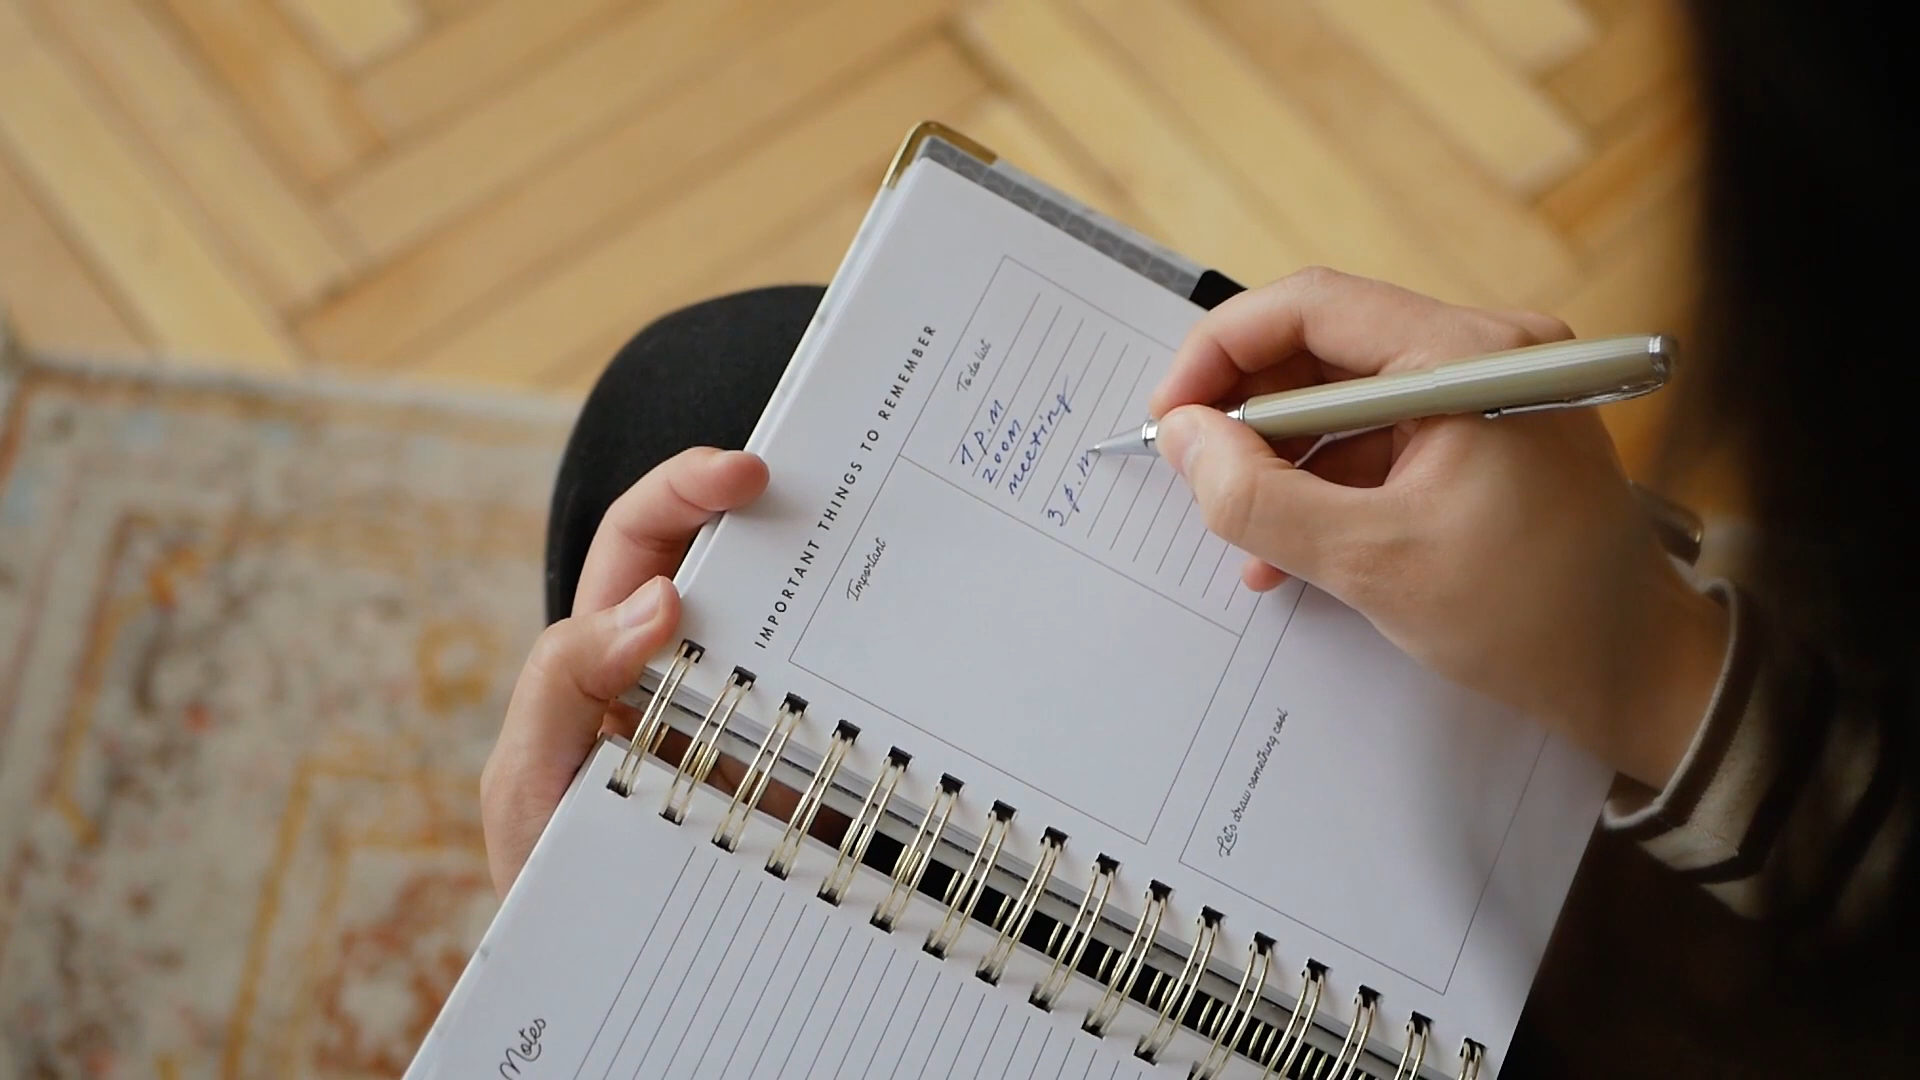 IMPORTANT THINGS TO REMEMBER
To do list
1 P.M
ZOOM
meeting
3 p.m
Important
Let's draw something cool
Notes